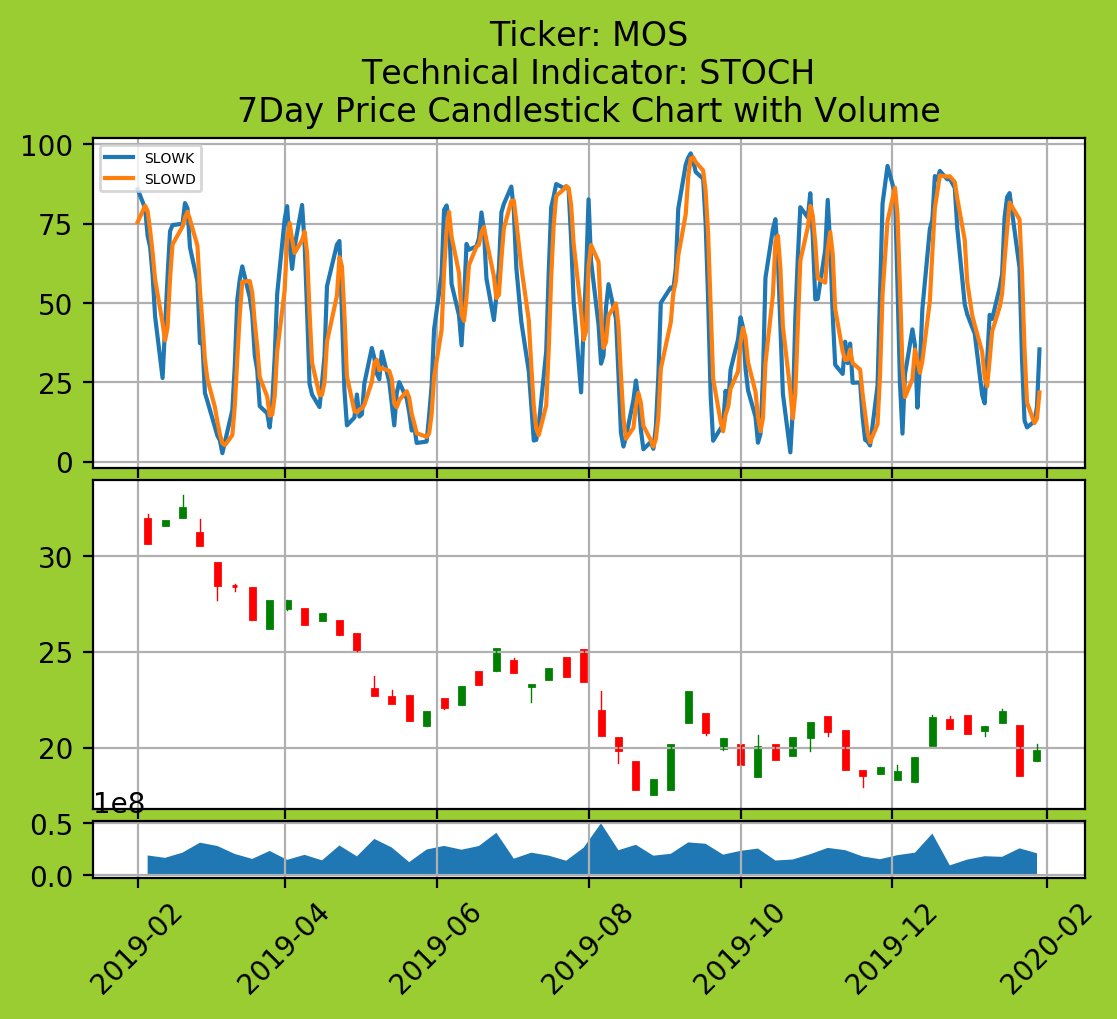 Ticker: MOS
Technical Indicator: STOCH
7Day Price Candlestick Chart with Volume
100
75
50
25
0
SLOWK
SLOWD
30
25
20
1e8
0.5
0.0
2019-02
2019-04
2019-06
2019-08
2019-10
2019-12
2020-02